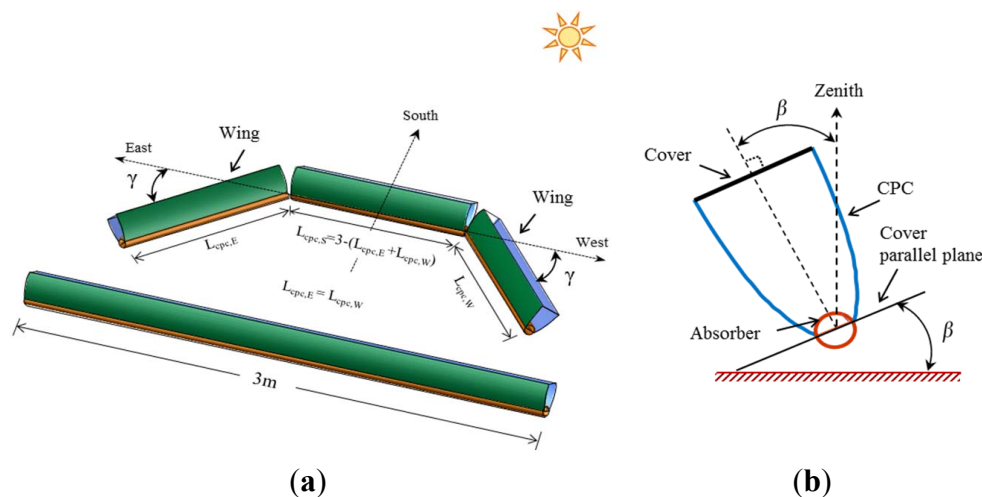 South
East
Wing
γ
L_cpc,E
L_cpc,S=3-(L_cpc,E+L_cpc,W)
L_cpc,E = L_cpc,W
Wing
West
γ
L_cpc,W
3m
(a)
Zenith
β
Cover
CPC
Cover
parallel plane
Absorber
β
(b)